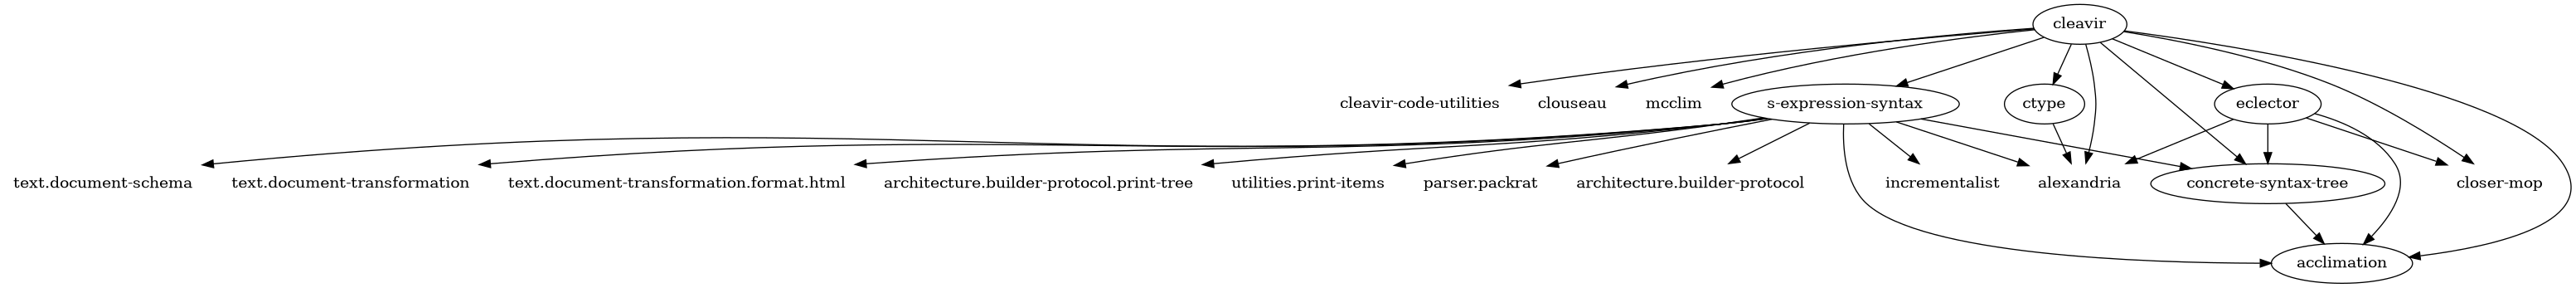 cleavir
cleavir-code-utilities
clouseau
mcclim
s-expression-syntax
ctype
eclector
text.document-schema
text.document-transformation
text.document-transformation.format.html
architecture.builder-protocol.print-tree
utilities.print-items
parser.packrat
architecture.builder-protocol
incrementalist
alexandria
concrete-syntax-tree
closer-mop
acclimation